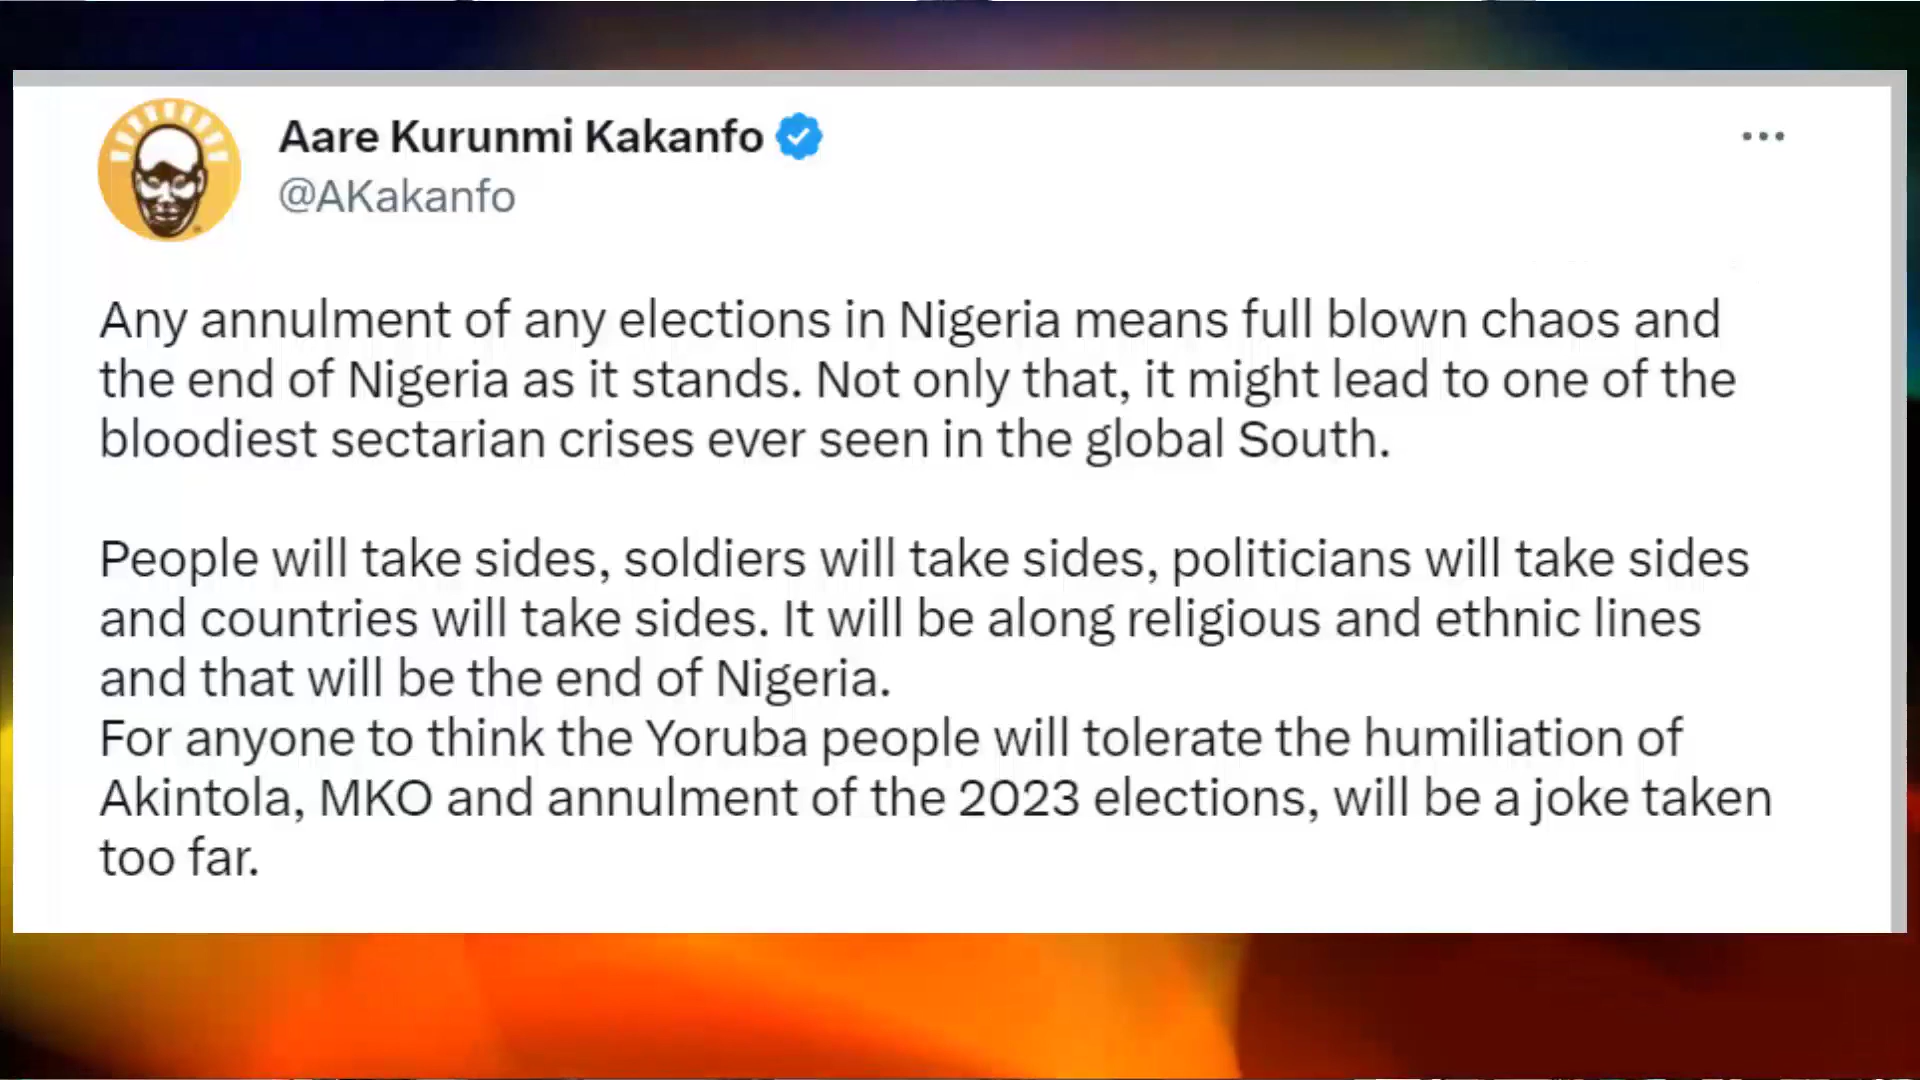 Aare Kurunmi Kakanfo
@AKakanfo
Any annulment of any elections in Nigeria means full blown chaos and
the end of Nigeria as it stands. Not only that, it might lead to one of the
bloodiest sectarian crises ever seen in the global South.
People will take sides, soldiers will take sides, politicians will take sides
and countries will take sides. It will be along religious and ethnic lines
and that will be the end of Nigeria.
For anyone to think the Yoruba people will tolerate the humiliation of
Akintola, MKO and annulment of the 2023 elections, will be a joke taken
too far.